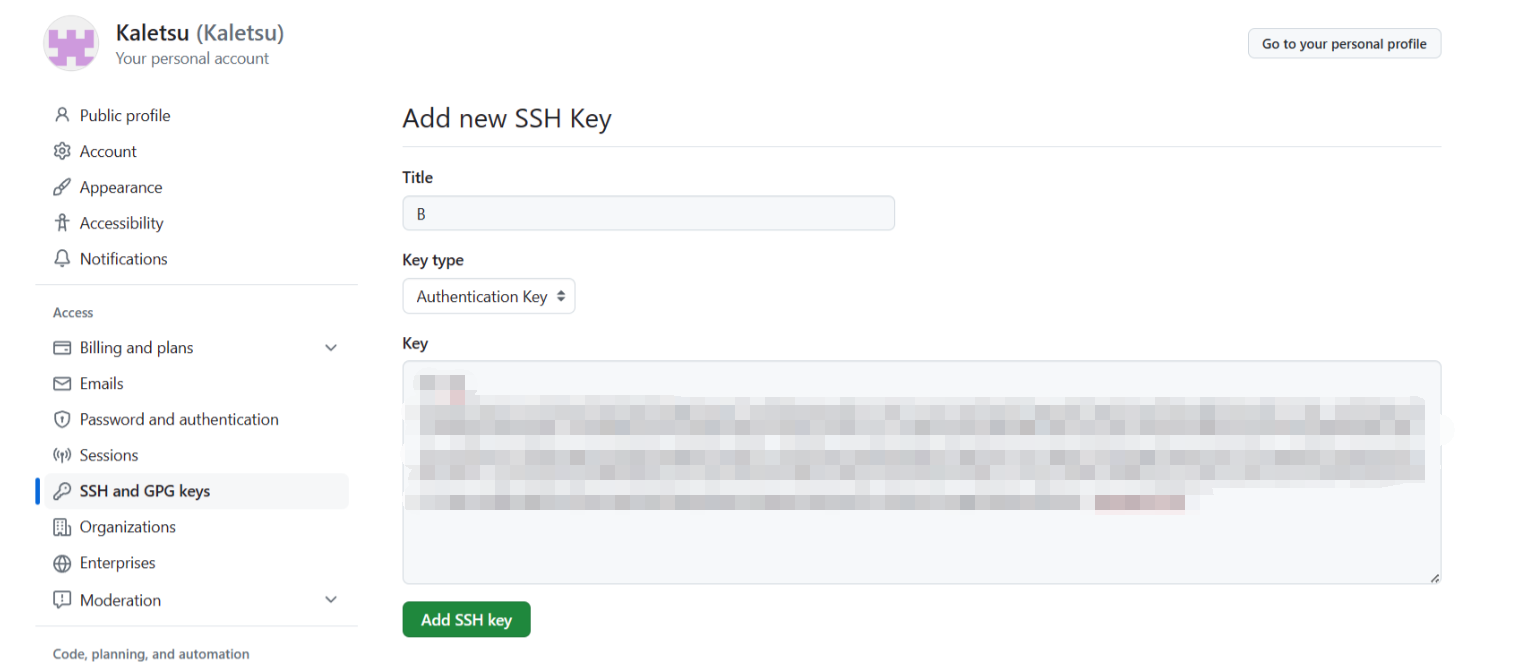 Kaletsu (Kaletsu)
Your personal account
Go to your personal profile
Public profile
Account
Appearance
Accessibility
Notifications
Access
Billing and plans
Emails
Password and authentication
Sessions
SSH and GPG keys
Organizations
Enterprises
Moderation
Code, planning, and automation
Add new SSH Key
Title
B
Key type
Authentication Key
Key
Add SSH key